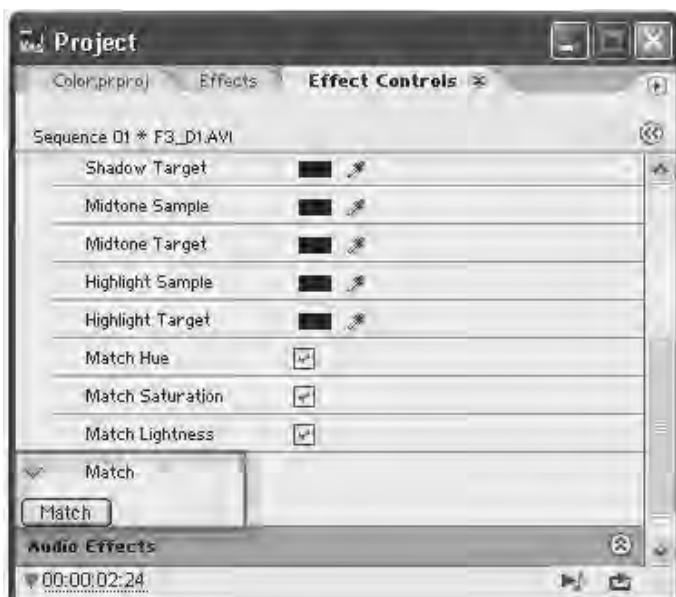 Project
Color.prproj Effects Effect Controls
Sequence 01 * F3_D1.AVI
Shadow Target
Midtone Sample
Midtone Target
Highlight Sample
Highlight Target
Match Hue
Match Saturation
Match Lightness
Match
Match
Audio Effects
00:00:02:24